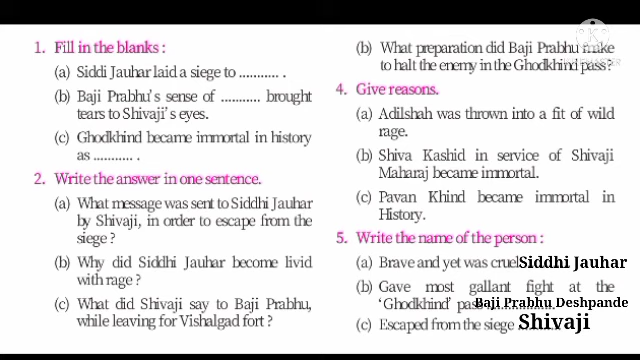 1. Fill in the blanks :
(a) Siddi Jauhar laid a siege to ........... .
(b) Baji Prabhu's sense of ........... brought
tears to Shivaji's eyes.
(c) Ghodkhind became immortal in history
as ........... .
2. Write the answer in one sentence.
(a) What message was sent to Siddhi Jauhar
by Shivaji, in order to escape from the
siege ?
(b) Why did Siddhi Jauhar become livid
with rage ?
(c) What did Shivaji say to Baji Prabhu,
while leaving for Vishalgad fort ?
(b) What preparation did Baji Prabhu make
to halt the enemy in the Ghodkhind pass ?
4. Give reasons.
(a) Adilshah was thrown into a fit of wild
rage.
(b) Shiva Kashid in service of Shivaji
Maharaj became immortal.
(c) Pavan Khind became immortal in
History.
5. Write the name of the person :
(a) Brave and yet was cruel Siddhi Jauhar
(b) Gave most gallant fight at the
'Ghodkhind' pass Baji Prabhu Deshpande
(c) Escaped from the siege Shivaji